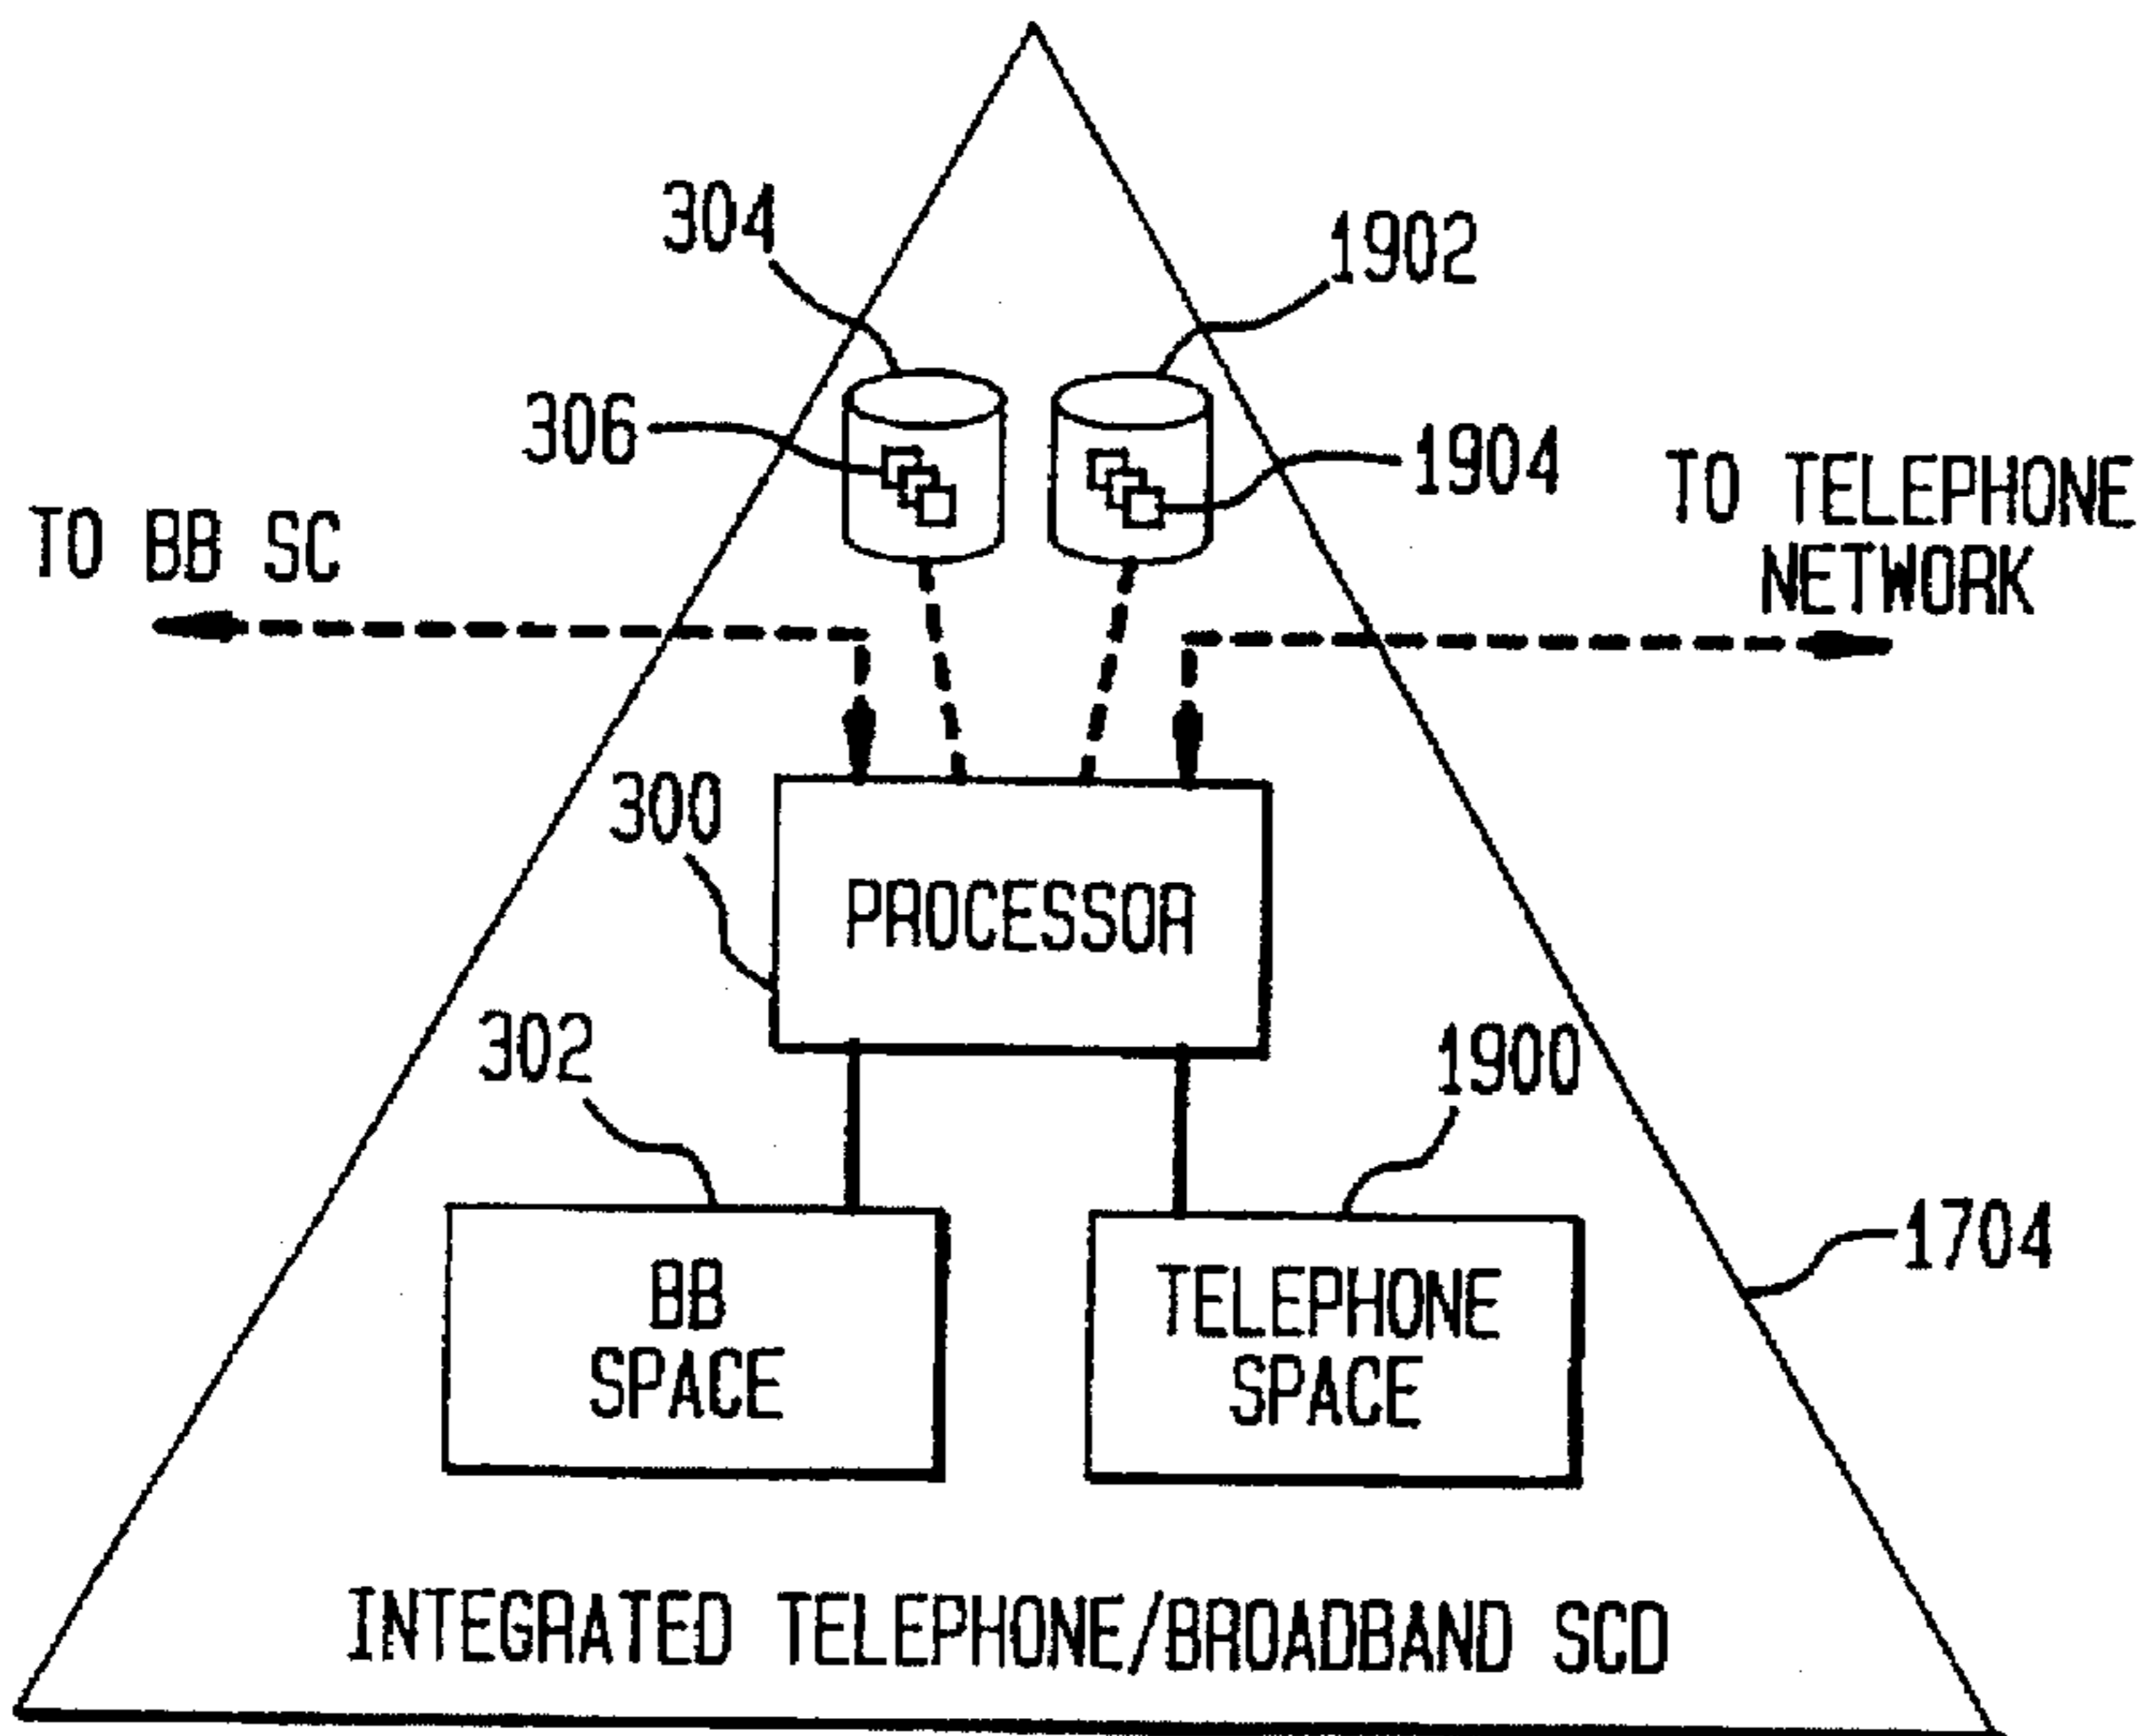 304
1902
306
1904
TO BB SC
TO TELEPHONE
NETWORK
300
PROCESSOR
302
1900
1704
BB
SPACE
TELEPHONE
SPACE
INTEGRATED TELEPHONE/BROADBAND SCD